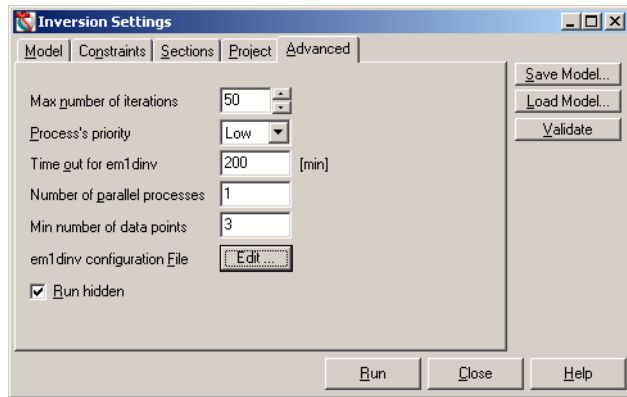 Inversion Settings
Model Constraints Sections Project Advanced
Save Model...
Load Model...
Validate
Max number of iterations 50
Process's priority Low
Time out for em1dinv 200 [min]
Number of parallel processes 1
Min number of data points 3
em1dinv configuration File Edit ...
Run hidden
Run Close Help